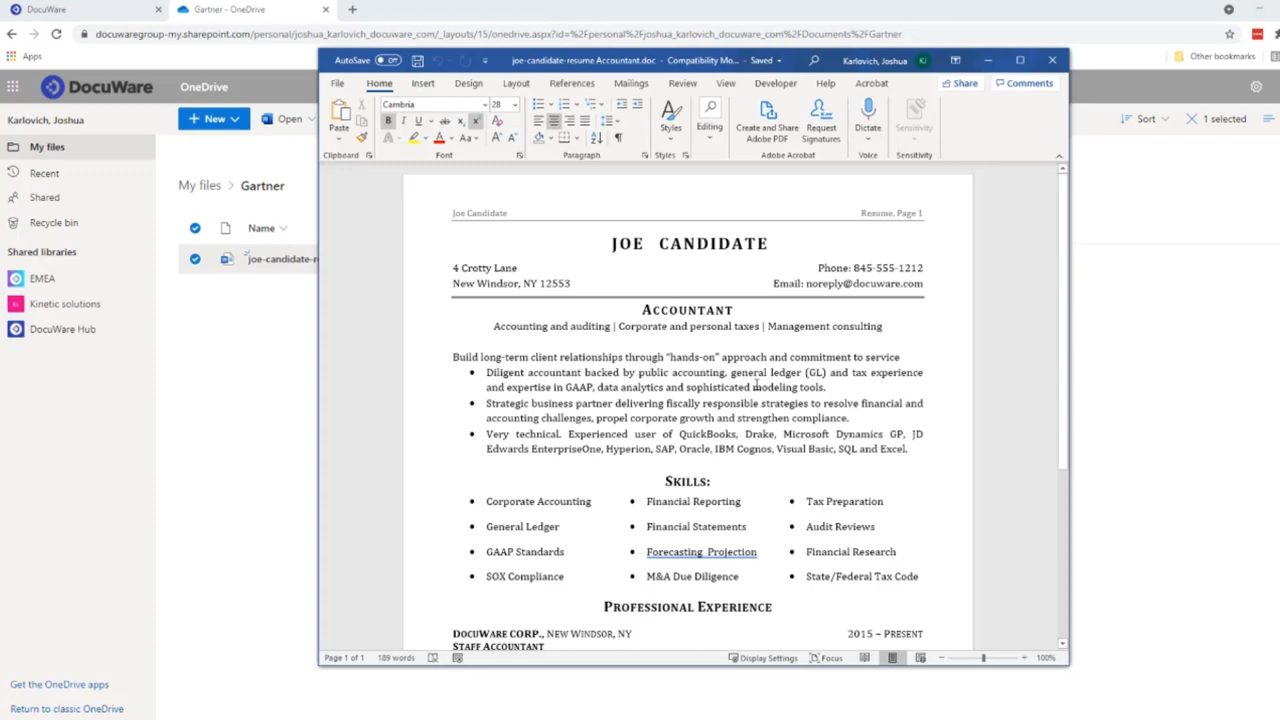 DocuWare
Gartner - OneDrive
docuwaregroup-my.sharepoint.com/personal/joshua_karlovich_docuware_com/_layouts/15/onedrive.aspx?id=%2Fpersonal%2Fjoshua_karlovich_docuware_com%2FDocuments%2FGartner
Apps
Other bookmarks
DocuWare
OneDrive
Karlovich, Joshua
New
Open
Sort
1 selected
My files
Recent
Shared
Recycle bin
Shared libraries
EMEA
Kinetic solutions
DocuWare Hub
Get the OneDrive apps
Return to classic OneDrive
My files > Gartner
Name
joe-candidate-r
AutoSave Off
joe-candidate-resume Accountant.doc - Compatibility Mo... - Saved
Karlovich, Joshua
KJ
File Home Insert Design Layout References Mailings Review View Developer Help Acrobat
Share
Comments
Cambria
28
Paste
Styles
Editing
Create and Share Adobe PDF
Request Signatures
Dictate
Sensitivity
Clipboard Font Paragraph Styles Adobe Acrobat Voice Sensitivity
Joe Candidate Resume, Page 1
JOE CANDIDATE
4 Crotty Lane Phone: 845-555-1212
New Windsor, NY 12553 Email: noreply@docuware.com
ACCOUNTANT
Accounting and auditing | Corporate and personal taxes | Management consulting
Build long-term client relationships through “hands-on” approach and commitment to service
• Diligent accountant backed by public accounting, general ledger (GL) and tax experience
and expertise in GAAP, data analytics and sophisticated modeling tools.
• Strategic business partner delivering fiscally responsible strategies to resolve financial and
accounting challenges, propel corporate growth and strengthen compliance.
• Very technical. Experienced user of QuickBooks, Drake, Microsoft Dynamics GP, JD
Edwards EnterpriseOne, Hyperion, SAP, Oracle, IBM Cognos, Visual Basic, SQL and Excel.
SKILLS:
• Corporate Accounting • Financial Reporting • Tax Preparation
• General Ledger • Financial Statements • Audit Reviews
• GAAP Standards • Forecasting Projection • Financial Research
• SOX Compliance • M&A Due Diligence • State/Federal Tax Code
PROFESSIONAL EXPERIENCE
DOCUWARE CORP., NEW WINDSOR, NY 2015 – PRESENT
STAFF ACCOUNTANT
Page 1 of 1 189 words Display Settings Focus 100%